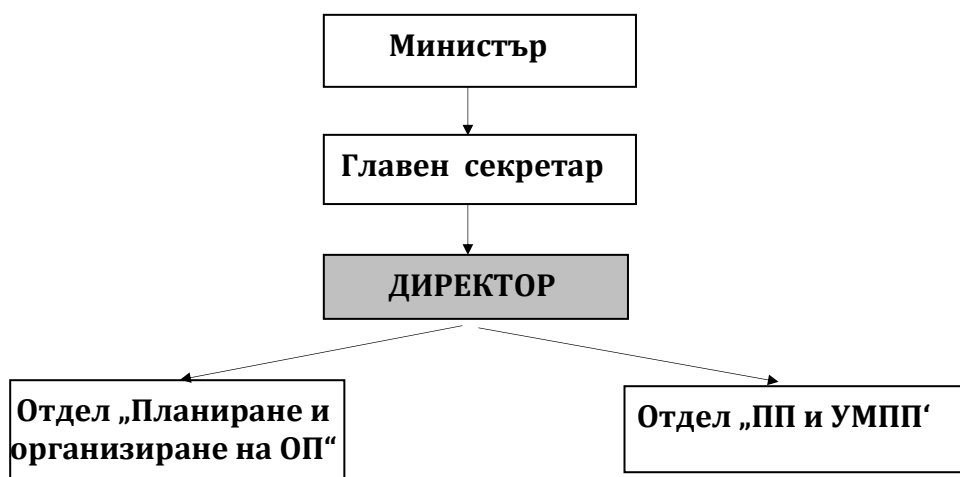 Министър
Главен секретар
ДИРЕКТОР
Отдел „Планиране и
организиране на ОП“
Отдел „ПП и УМПП‘